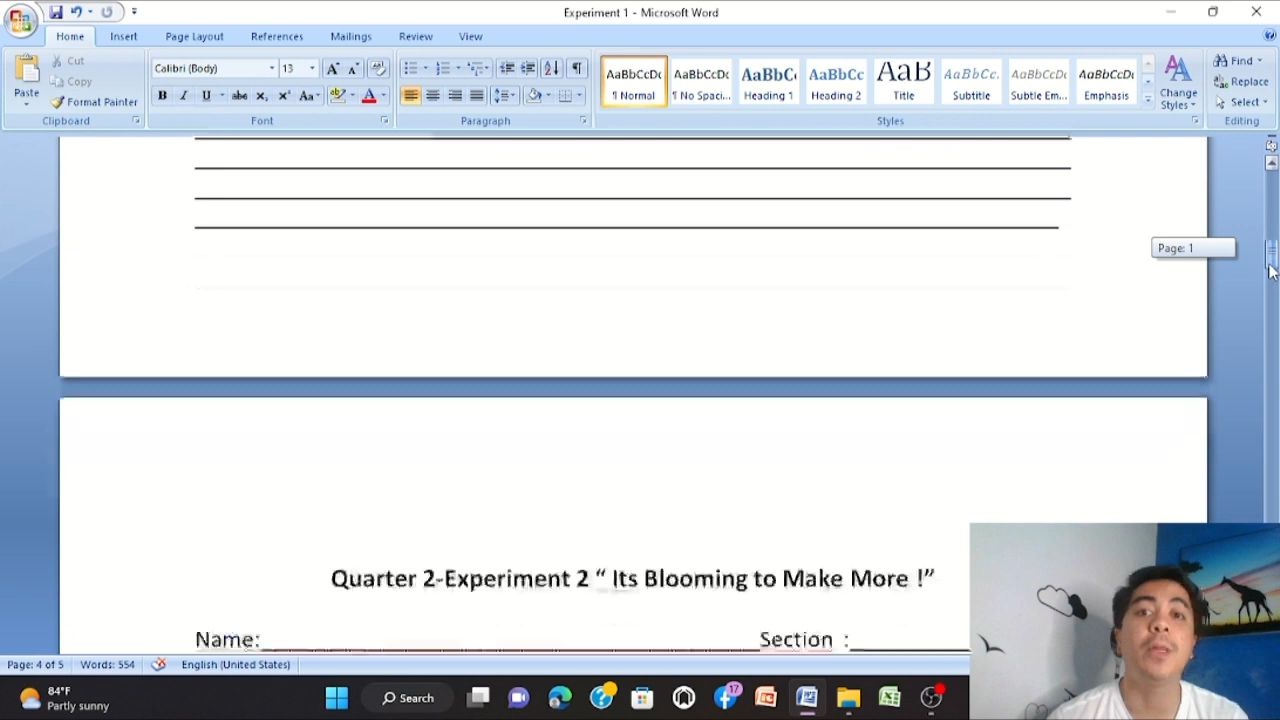 Experiment 1 - Microsoft Word
Home Insert Page Layout References Mailings Review View
Paste
Cut
Copy
Format Painter
Clipboard
Calibri (Body) 13
Font
Paragraph
AaBbCcDc AaBbCcDc AaBbC AaBbCc AaB AaBbCc. AaBbCcDc AaBbCcDc
¶ Normal ¶ No Spaci... Heading 1 Heading 2 Title Subtitle Subtle Em... Emphasis
Change Styles
Styles
Find
Replace
Select
Editing
Page: 1
Quarter 2-Experiment 2 “ Its Blooming to Make More !”
Name: Section :
Page: 4 of 5 Words: 554 English (United States)
84°F
Partly sunny
Search
17